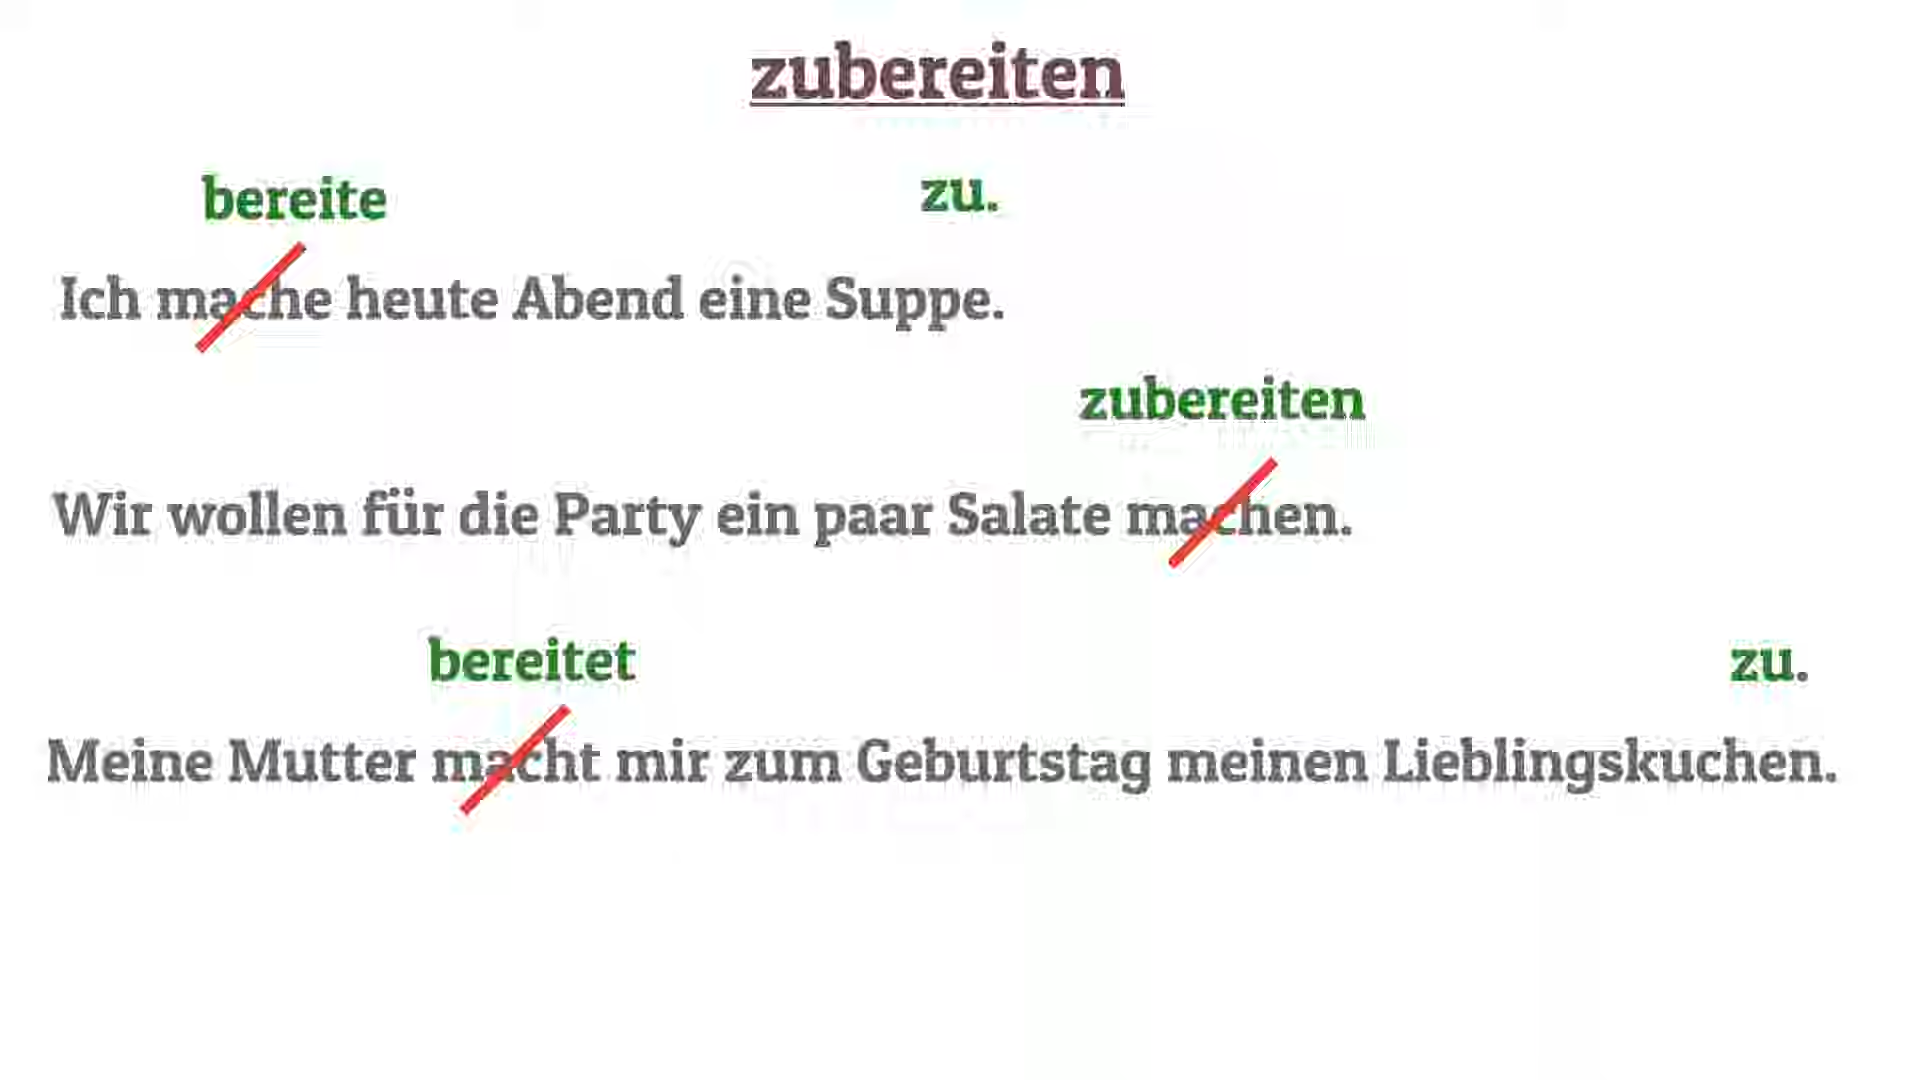 zubereiten
bereite zu.
Ich mache heute Abend eine Suppe.
zubereiten
Wir wollen für die Party ein paar Salate machen.
bereitet zu.
Meine Mutter macht mir zum Geburtstag meinen Lieblingskuchen.